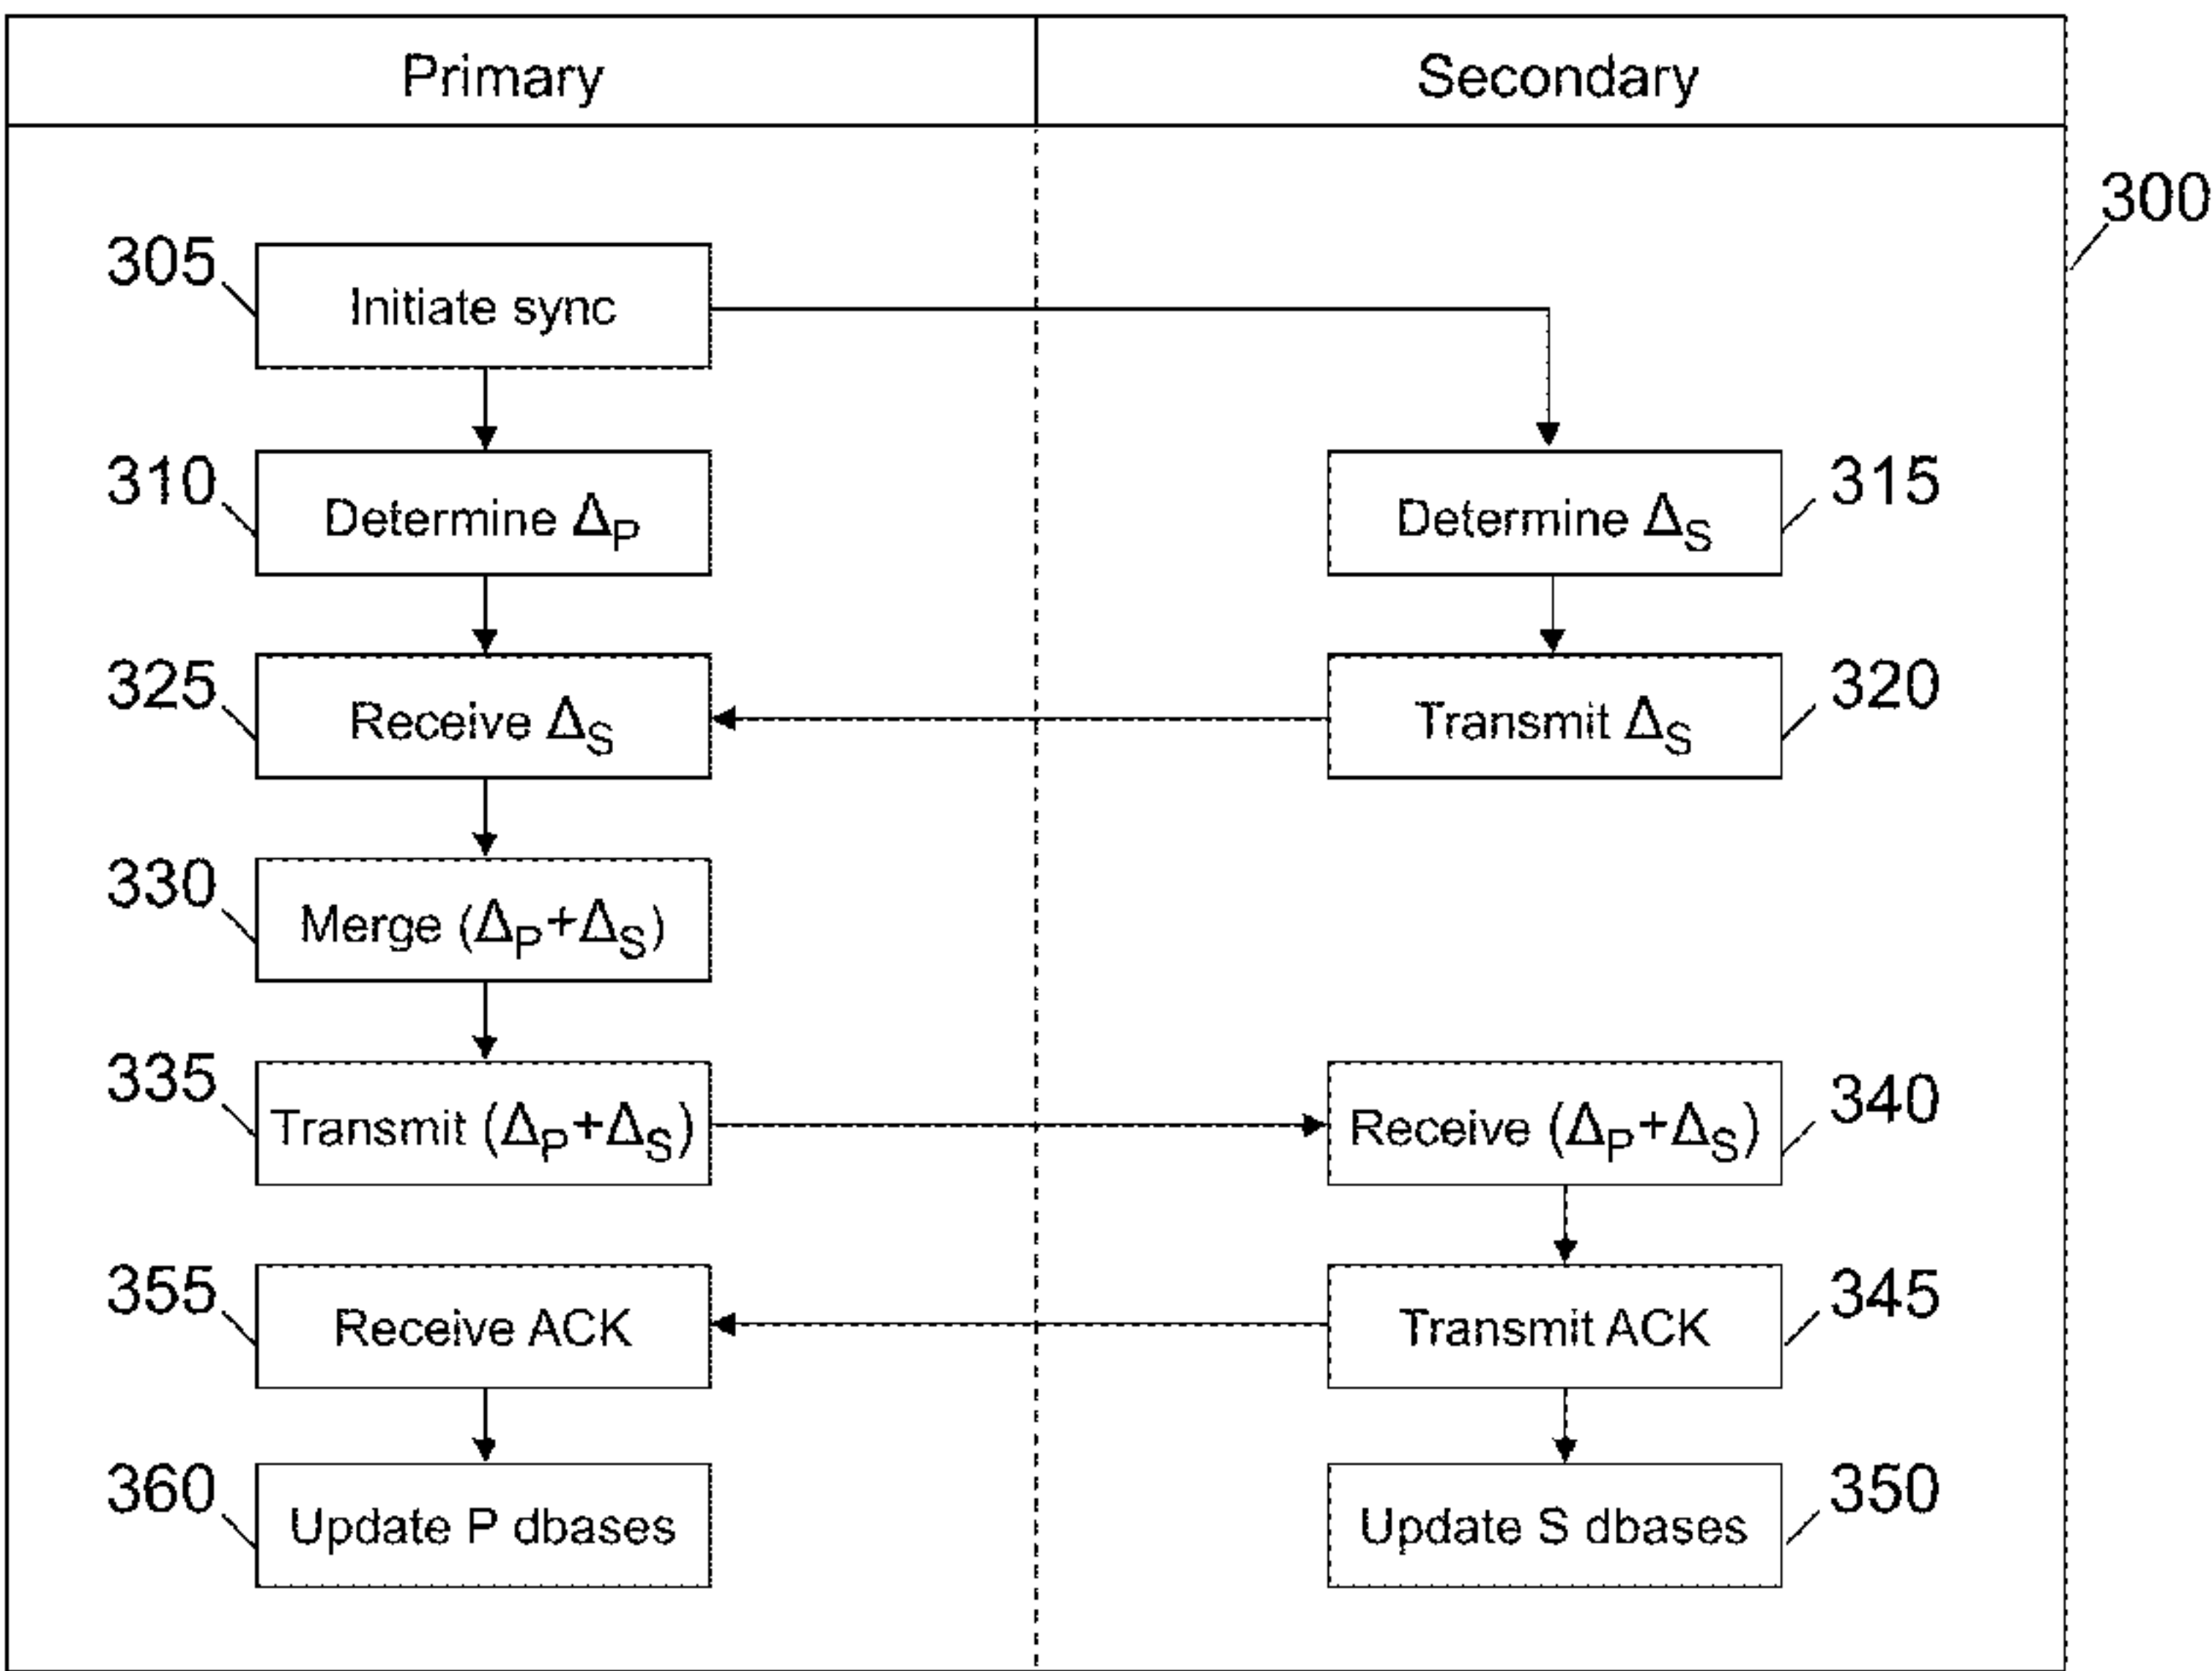 Primary
Secondary
300
305
Initiate sync
310
Determine ΔP
Determine ΔS
315
325
Receive ΔS
Transmit ΔS
320
330
Merge (ΔP+ΔS)
335
Transmit (ΔP+ΔS)
Receive (ΔP+ΔS)
340
355
Receive ACK
Transmit ACK
345
360
Update P dbases
Update S dbases
350